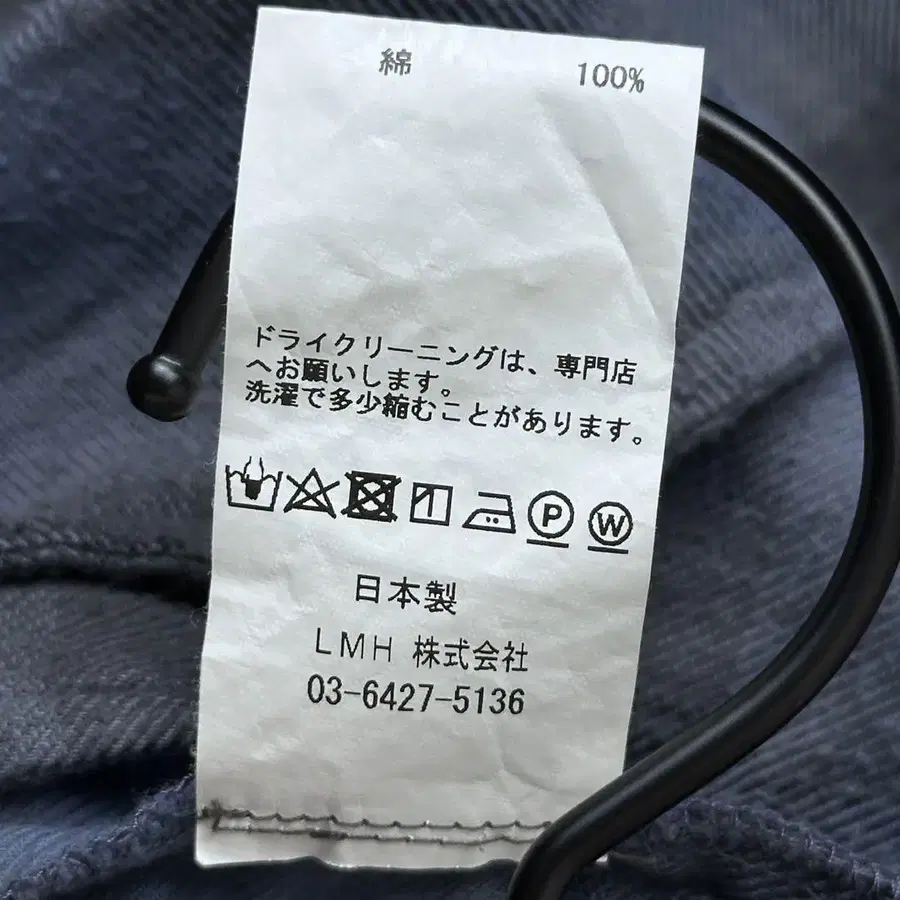 綿 100%
ドライクリーニングは、専門店
へお願いします。
洗濯で多少縮むことがあります。
P W
日本製
LMH 株式会社
03-6427-5136